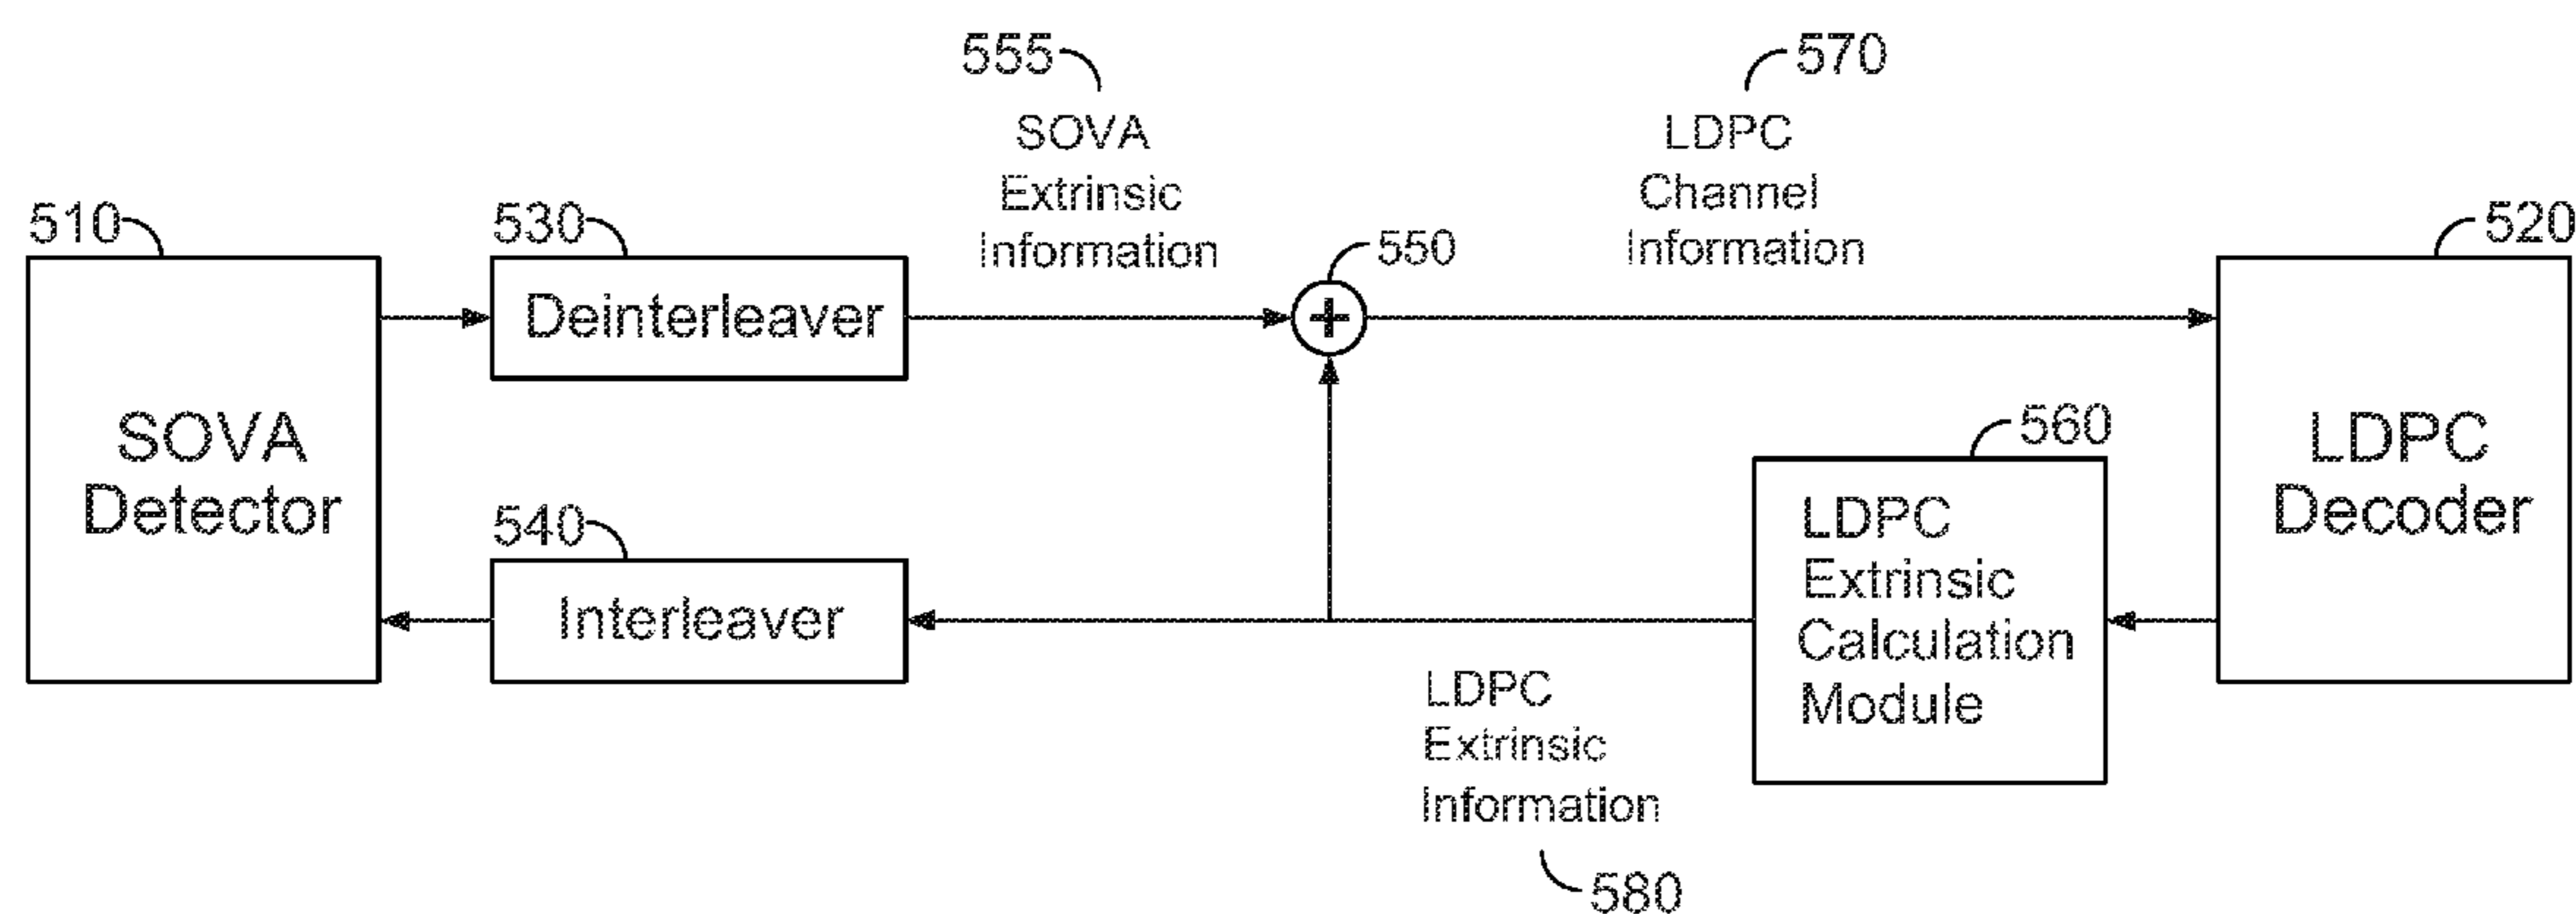 555
SOVA
Extrinsic
Information
570
LDPC
Channel
Information
510
SOVA
Detector
530
Deinterleaver
550
520
LDPC
Decoder
540
Interleaver
560
LDPC
Extrinsic
Calculation
Module
LDPC
Extrinsic
Information
580